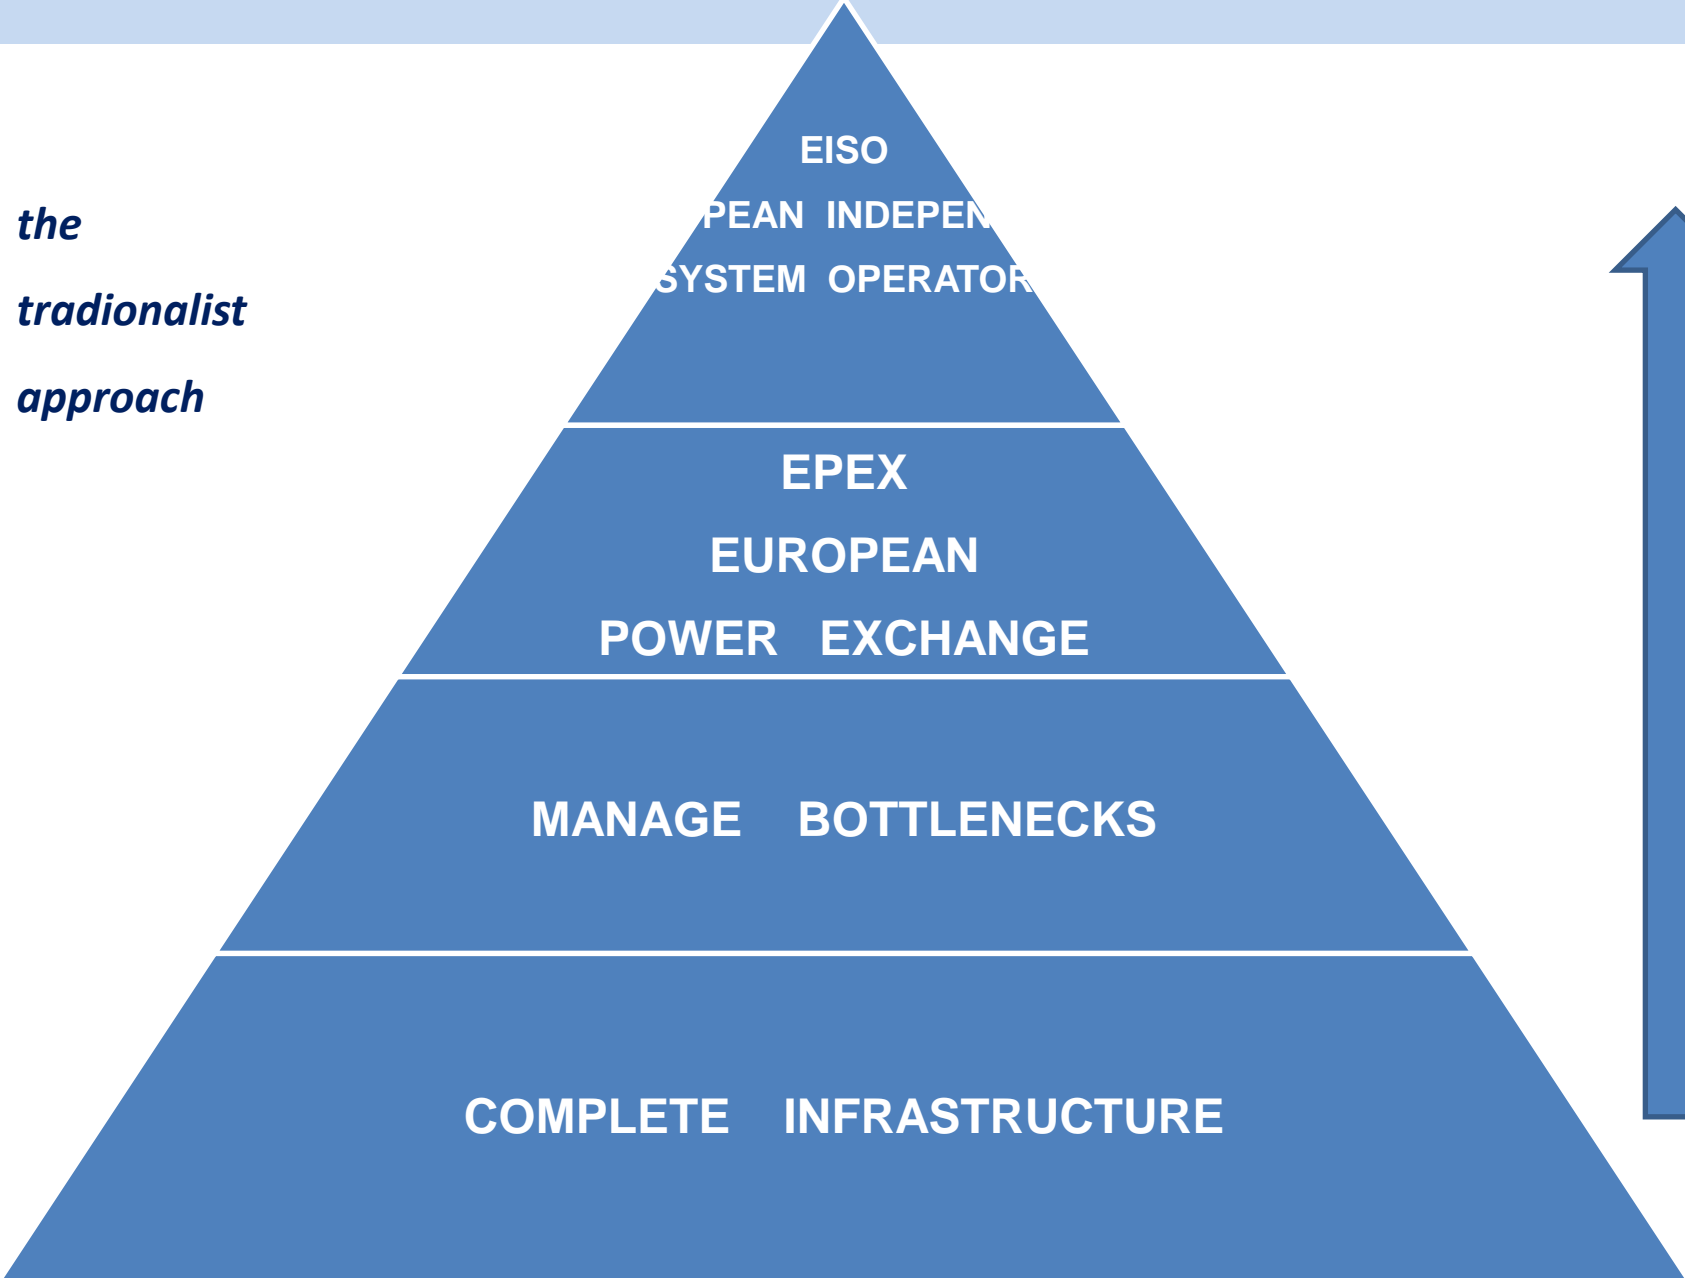 the
tradionalist
approach
EISO
PEAN INDEPEN
SYSTEM OPERATOR
EPEX
EUROPEAN
POWER EXCHANGE
MANAGE BOTTLENECKS
COMPLETE INFRASTRUCTURE